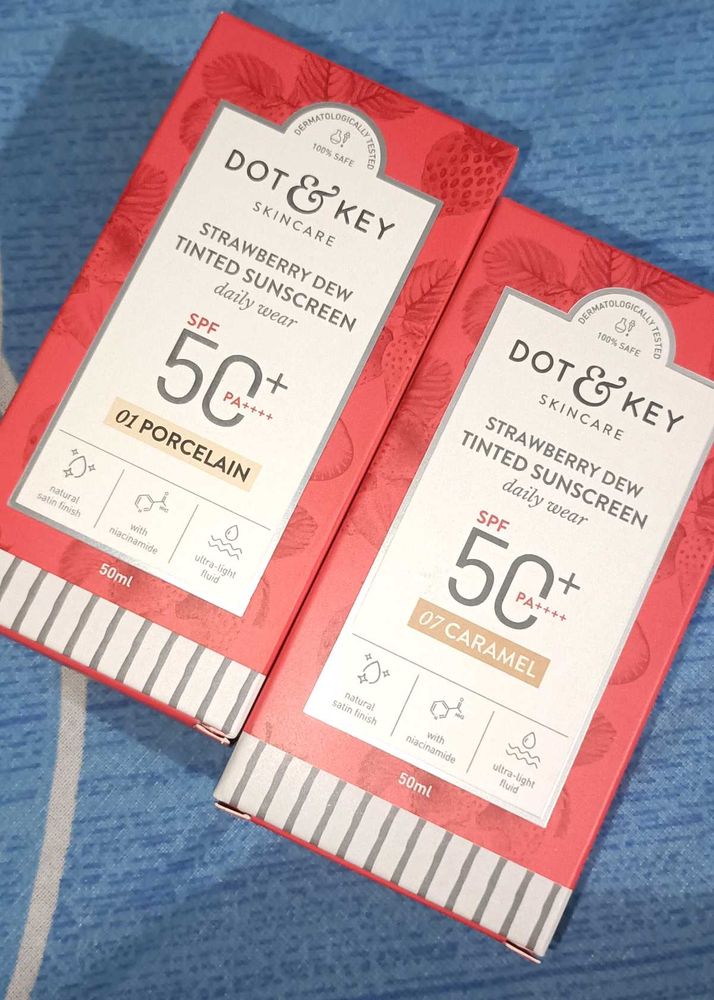 DERMATOLOGICALLY TESTED
100% SAFE
DOT & KEY
SKINCARE
STRAWBERRY DEW
TINTED SUNSCREEN
daily wear
SPF
50+
PA++++
01 PORCELAIN
natural
satin finish
with
niacinamide
ultra-light
fluid
50ml
DERMATOLOGICALLY TESTED
100% SAFE
DOT & KEY
SKINCARE
STRAWBERRY DEW
TINTED SUNSCREEN
daily wear
SPF
50+
PA++++
07 CARAMEL
natural
satin finish
with
niacinamide
ultra-light
fluid
50ml